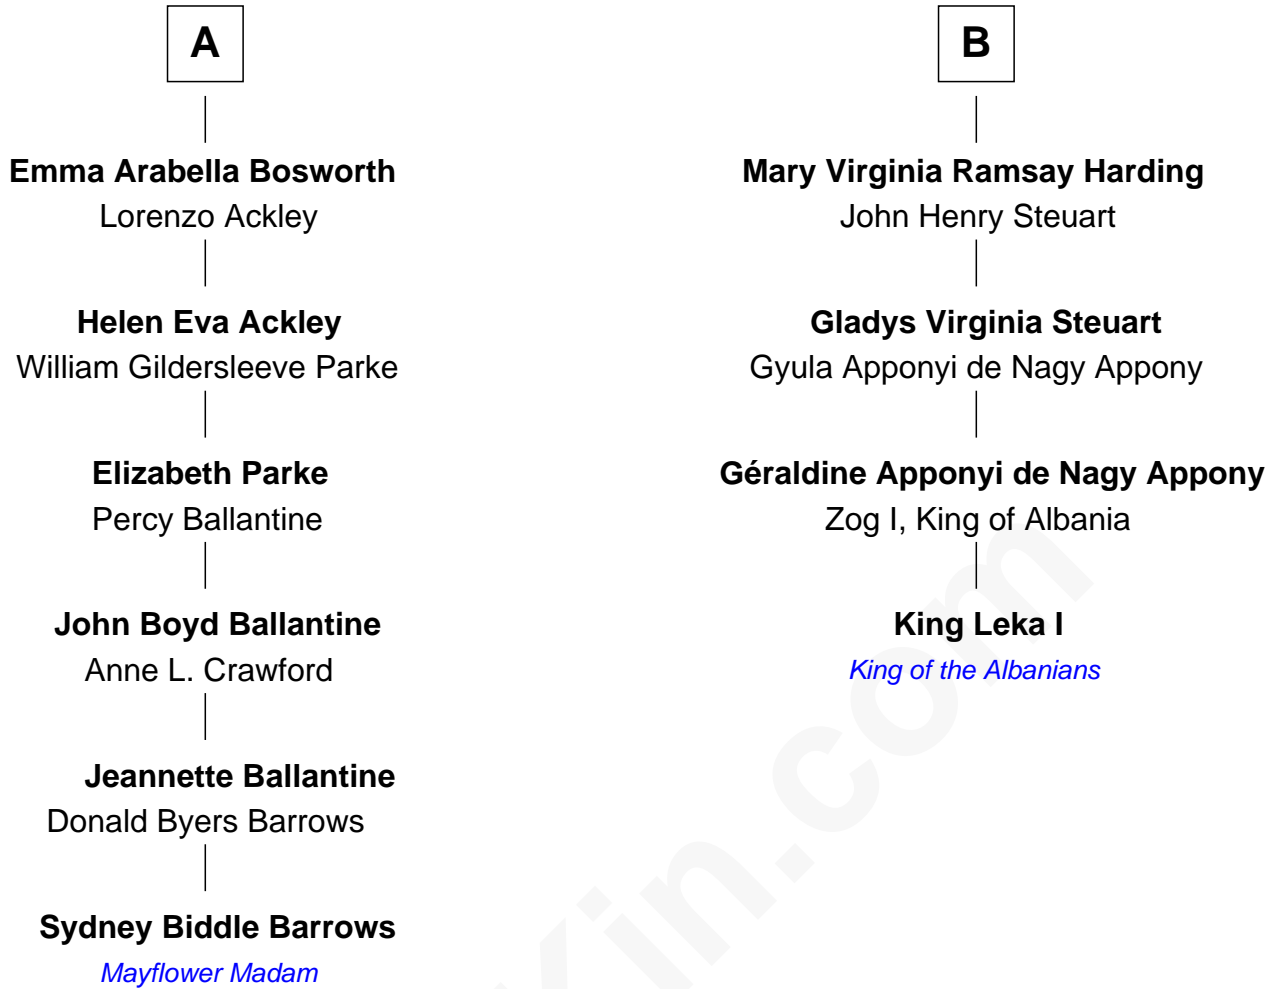 A
Emma Arabella Bosworth
Lorenzo Ackley
Helen Eva Ackley
William Gildersleeve Parke
Elizabeth Parke
Percy Ballantine
John Boyd Ballantine
Anne L. Crawford
Jeannette Ballantine
Donald Byers Barrows
Sydney Biddle Barrows
Mayflower Madam
B
Mary Virginia Ramsay Harding
John Henry Steuart
Gladys Virginia Steuart
Gyula Apponyi de Nagy Appony
Géraldine Apponyi de Nagy Appony
Zog I, King of Albania
King Leka I
King of the Albanians
Kin.com